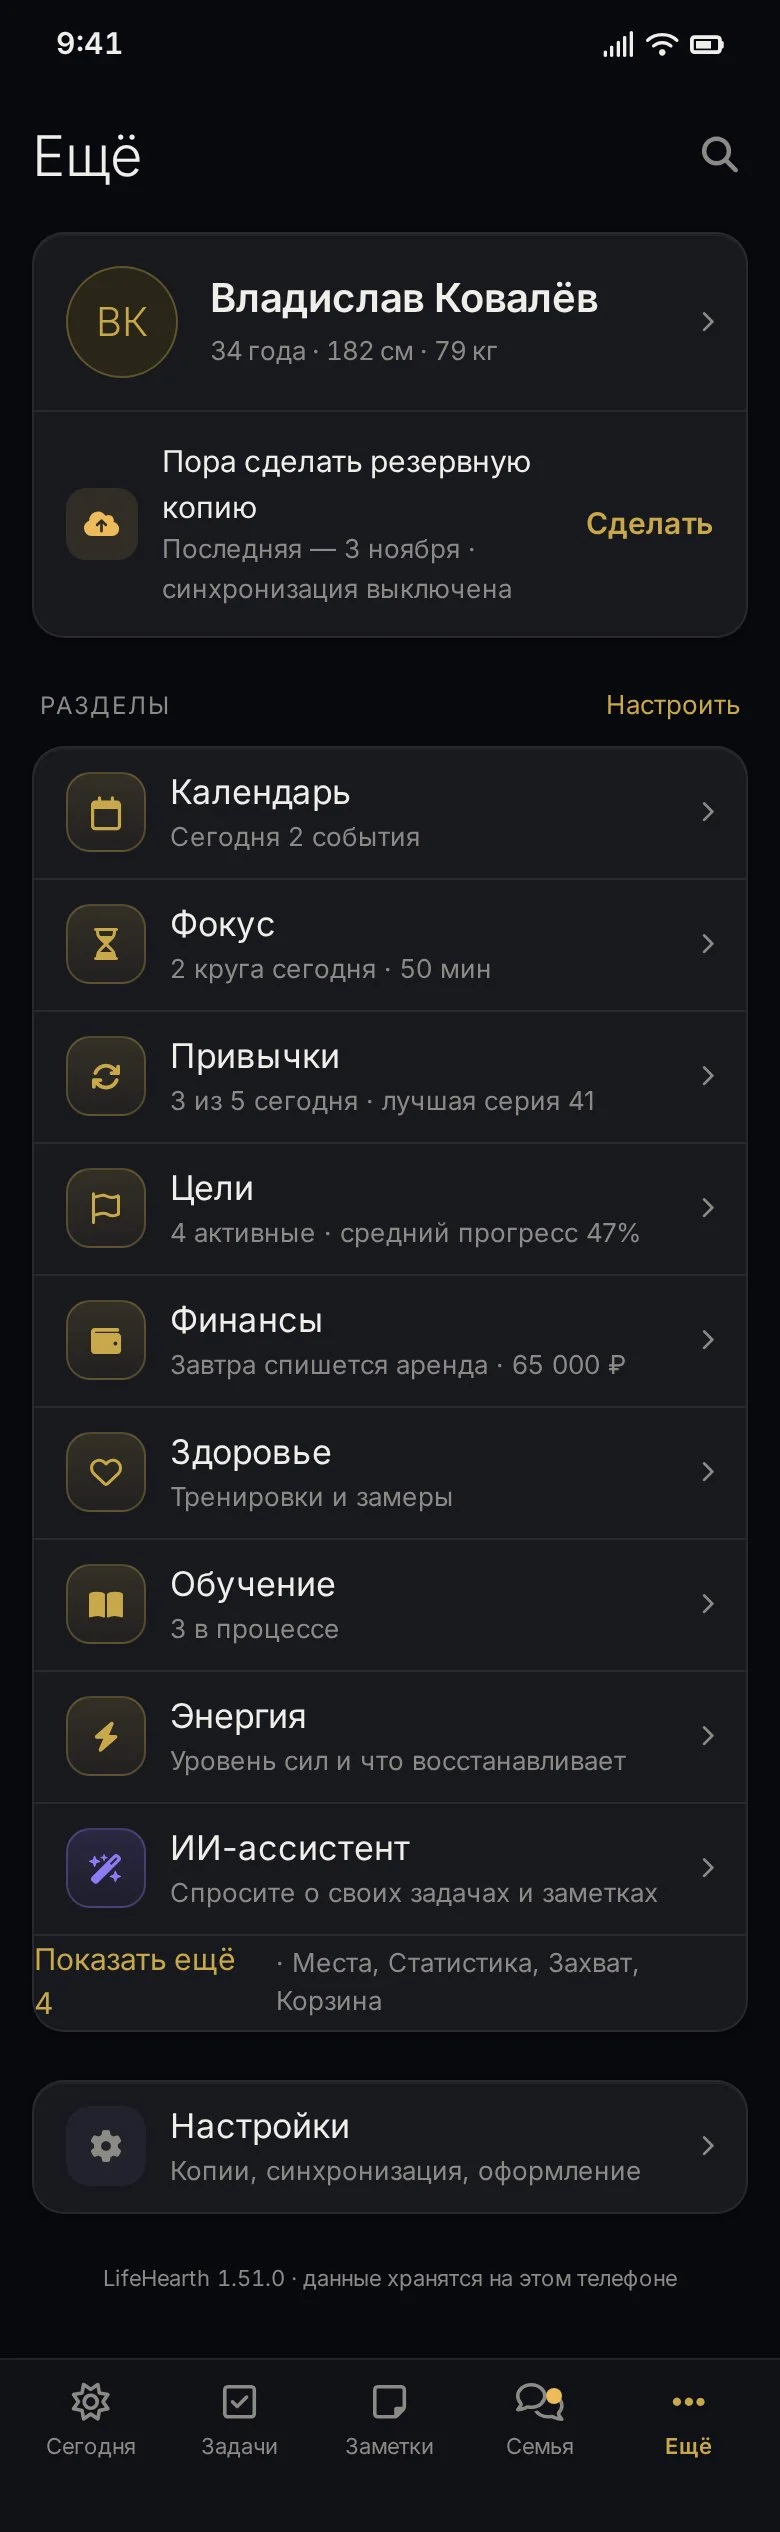 9:41
Ещё
ВК
Владислав Ковалёв
34 года · 182 см · 79 кг
Пора сделать резервную
копию
Последняя — 3 ноября ·
синхронизация выключена
Сделать
РАЗДЕЛЫ
Настроить
Календарь
Сегодня 2 события
Фокус
2 круга сегодня · 50 мин
Привычки
3 из 5 сегодня · лучшая серия 41
Цели
4 активные · средний прогресс 47%
Финансы
Завтра спишется аренда · 65 000 ₽
Здоровье
Тренировки и замеры
Обучение
3 в процессе
Энергия
Уровень сил и что восстанавливает
ИИ-ассистент
Спросите о своих задачах и заметках
Показать ещё
4
· Места, Статистика, Захват,
Корзина
Настройки
Копии, синхронизация, оформление
LifeHearth 1.51.0 · данные хранятся на этом телефоне
Сегодня
Задачи
Заметки
Семья
Ещё